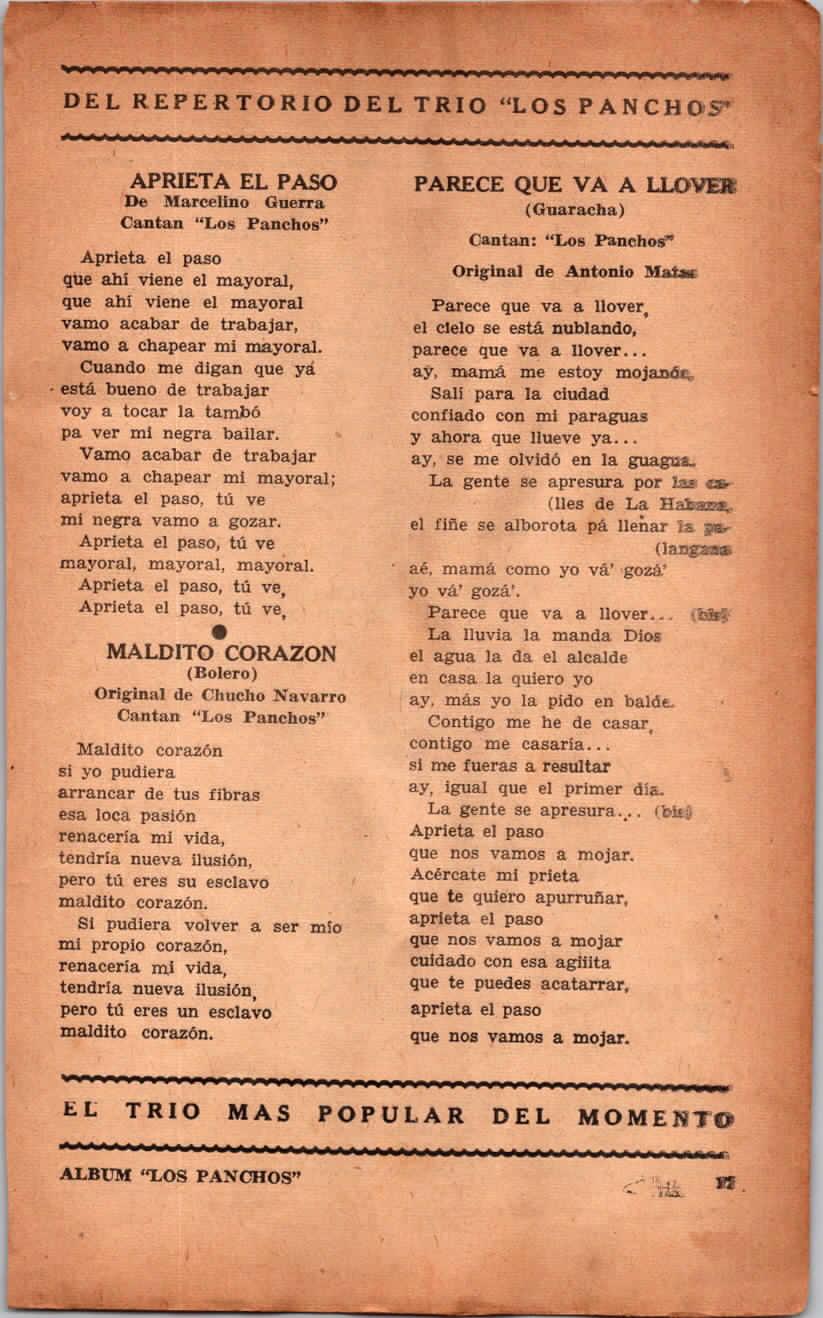 DEL REPERTORIO DEL TRIO "LOS PANCHOS"
APRIETA EL PASO
De Marcelino Guerra
Cantan "Los Panchos"
Aprieta el paso
que ahí viene el mayoral,
que ahí viene el mayoral
vamo acabar de trabajar,
vamo a chapear mi mayoral.
Cuando me digan que yá
está bueno de trabajar
voy a tocar la tambó
pa ver mi negra bailar.
Vamo acabar de trabajar
vamo a chapear mi mayoral;
aprieta el paso, tú ve
mi negra vamo a gozar.
Aprieta el paso, tú ve
mayoral, mayoral, mayoral.
Aprieta el paso, tú ve,
Aprieta el paso, tú ve,
MALDITO CORAZON
(Bolero)
Original de Chucho Navarro
Cantan "Los Panchos"
Maldito corazón
si yo pudiera
arrancar de tus fibras
esa loca pasión
renacería mi vida,
tendría nueva ilusión,
pero tú eres su esclavo
maldito corazón.
Si pudiera volver a ser mío
mi propio corazón,
renacería mi vida,
tendría nueva ilusión,
pero tú eres un esclavo
maldito corazón.
PARECE QUE VA A LLOVER
(Guaracha)
Cantan: "Los Panchos"
Original de Antonio Matas
Parece que va a llover,
el cielo se está nublando,
parece que va a llover...
ay, mamá me estoy mojando,
Salí para la ciudad
confiado con mi paraguas
y ahora que llueve ya...
ay, se me olvidó en la guagua.
La gente se apresura por las ca-
(lles de La Habana,
el fiñe se alborota pá llenar la pa-
(langana
aé, mamá como yo vá' gozá'
yo vá' gozá'.
Parece que va a llover... (bis)
La lluvia la manda Dios
el agua la da el alcalde
en casa la quiero yo
ay, más yo la pido en balde.
Contigo me he de casar,
contigo me casaría...
si me fueras a resultar
ay, igual que el primer día.
La gente se apresura... (bis)
Aprieta el paso
que nos vamos a mojar.
Acércate mi prieta
que te quiero apurruñar,
aprieta el paso
que nos vamos a mojar
cuidado con esa agüita
que te puedes acatarrar,
aprieta el paso
que nos vamos a mojar.
EL TRIO MAS POPULAR DEL MOMENTO
ALBUM "LOS PANCHOS"